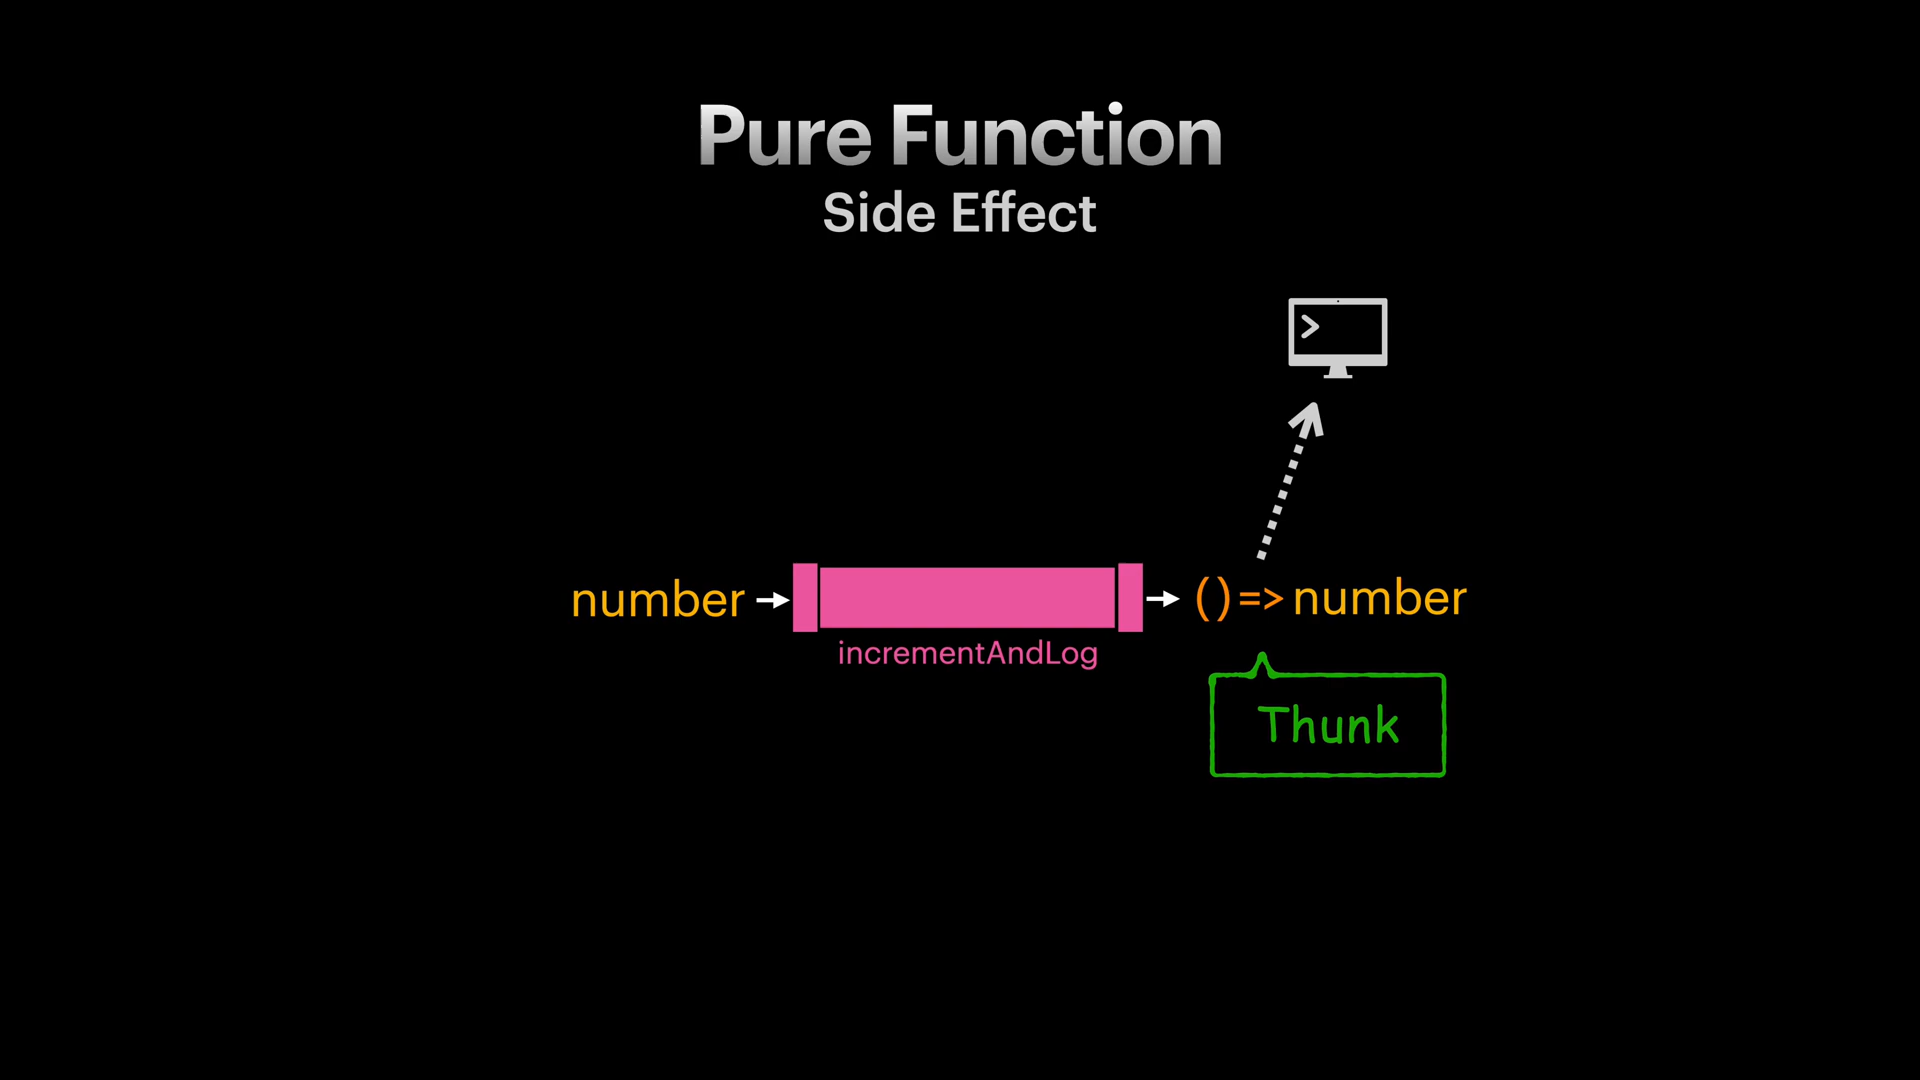 Pure Function
Side Effect
>
number → → () => number
incrementAndLog
Thunk